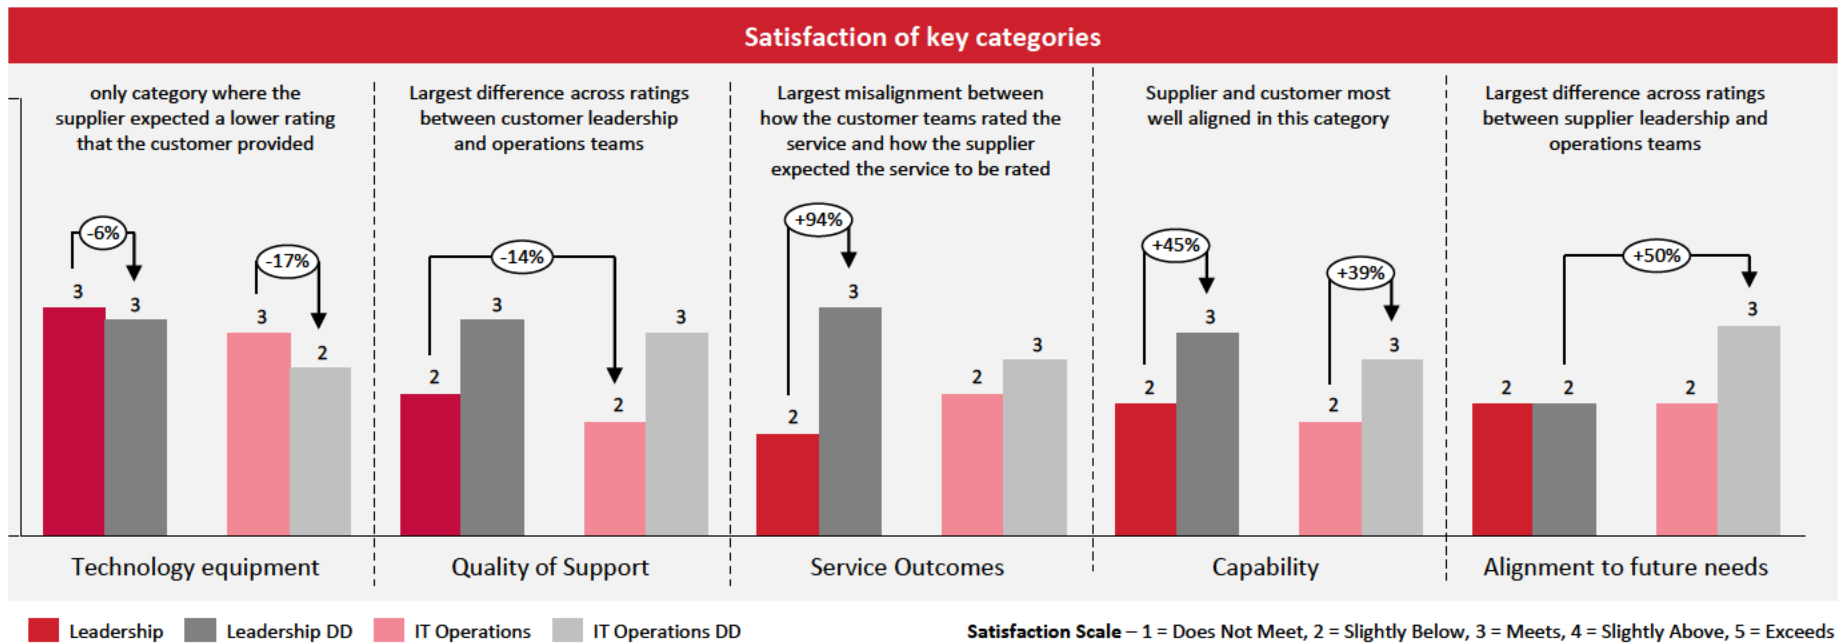 Satisfaction of key categories
only category where the
supplier expected a lower rating
that the customer provided
Largest difference across ratings
between customer leadership
and operations teams
Largest misalignment between
how the customer teams rated the
service and how the supplier
expected the service to be rated
Supplier and customer most
well aligned in this category
Largest difference across ratings
between supplier leadership and
operations teams
-6%
-17%
3
3
3
2
-14%
2
3
2
3
+94%
2
3
2
3
+45%
+39%
2
3
2
3
+50%
2
2
2
3
Technology equipment
Quality of Support
Service Outcomes
Capability
Alignment to future needs
Leadership
Leadership DD
IT Operations
IT Operations DD
Satisfaction Scale – 1 = Does Not Meet, 2 = Slightly Below, 3 = Meets, 4 = Slightly Above, 5 = Exceeds